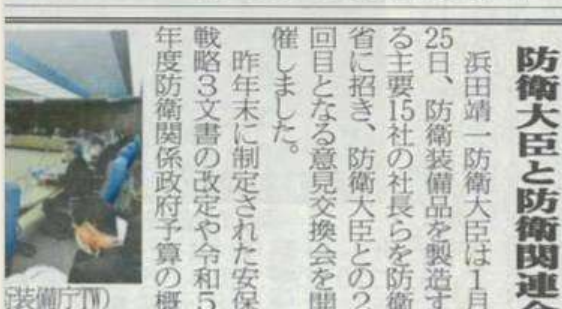 防衛大臣と防衛関連
浜田靖一防衛大臣は1月
25日、防衛装備品を製造す
る主要15社の社長らを防衛
省に招き、防衛大臣との2
回目となる意見交換会を開
催しました。
昨年末に制定された安保
戦略3文書の改定や令和5
年度防衛関係政府予算の概
装備庁TW)